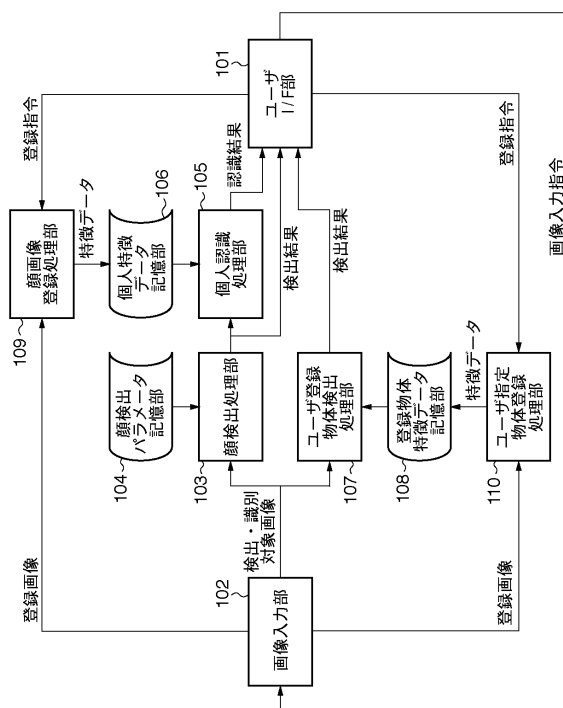 登録画像
109
顔画像
登録処理部
登録指令
特徴データ
個人特徴
データ
記憶部
106
顔検出
パラメータ
記憶部
104
個人認識
処理部
105
認識結果
顔検出処理部
103
検出結果
画像入力部
102
検出・識別
対象画像
ユーザ
I/F部
101
ユーザ登録
物体検出
処理部
107
検出結果
登録物体
特徴データ
記憶部
108
特徴データ
ユーザ指定
物体登録
処理部
110
登録画像
登録指令
画像入力指令